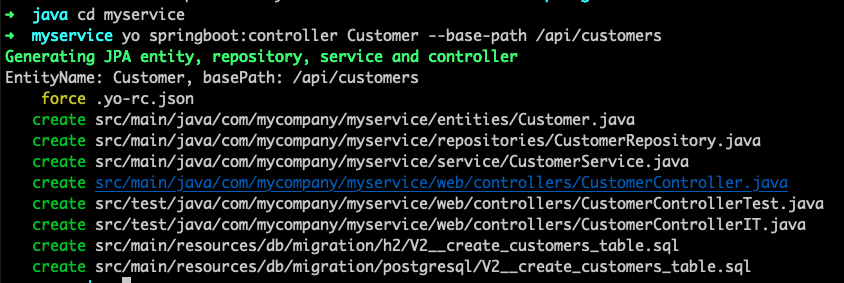 ➜ java cd myservice
➜ myservice yo springboot:controller Customer --base-path /api/customers
Generating JPA entity, repository, service and controller
EntityName: Customer, basePath: /api/customers
force .yo-rc.json
create src/main/java/com/mycompany/myservice/entities/Customer.java
create src/main/java/com/mycompany/myservice/repositories/CustomerRepository.java
create src/main/java/com/mycompany/myservice/service/CustomerService.java
create src/main/java/com/mycompany/myservice/web/controllers/CustomerController.java
create src/test/java/com/mycompany/myservice/web/controllers/CustomerControllerTest.java
create src/test/java/com/mycompany/myservice/web/controllers/CustomerControllerIT.java
create src/main/resources/db/migration/h2/V2__create_customers_table.sql
create src/main/resources/db/migration/postgresql/V2__create_customers_table.sql